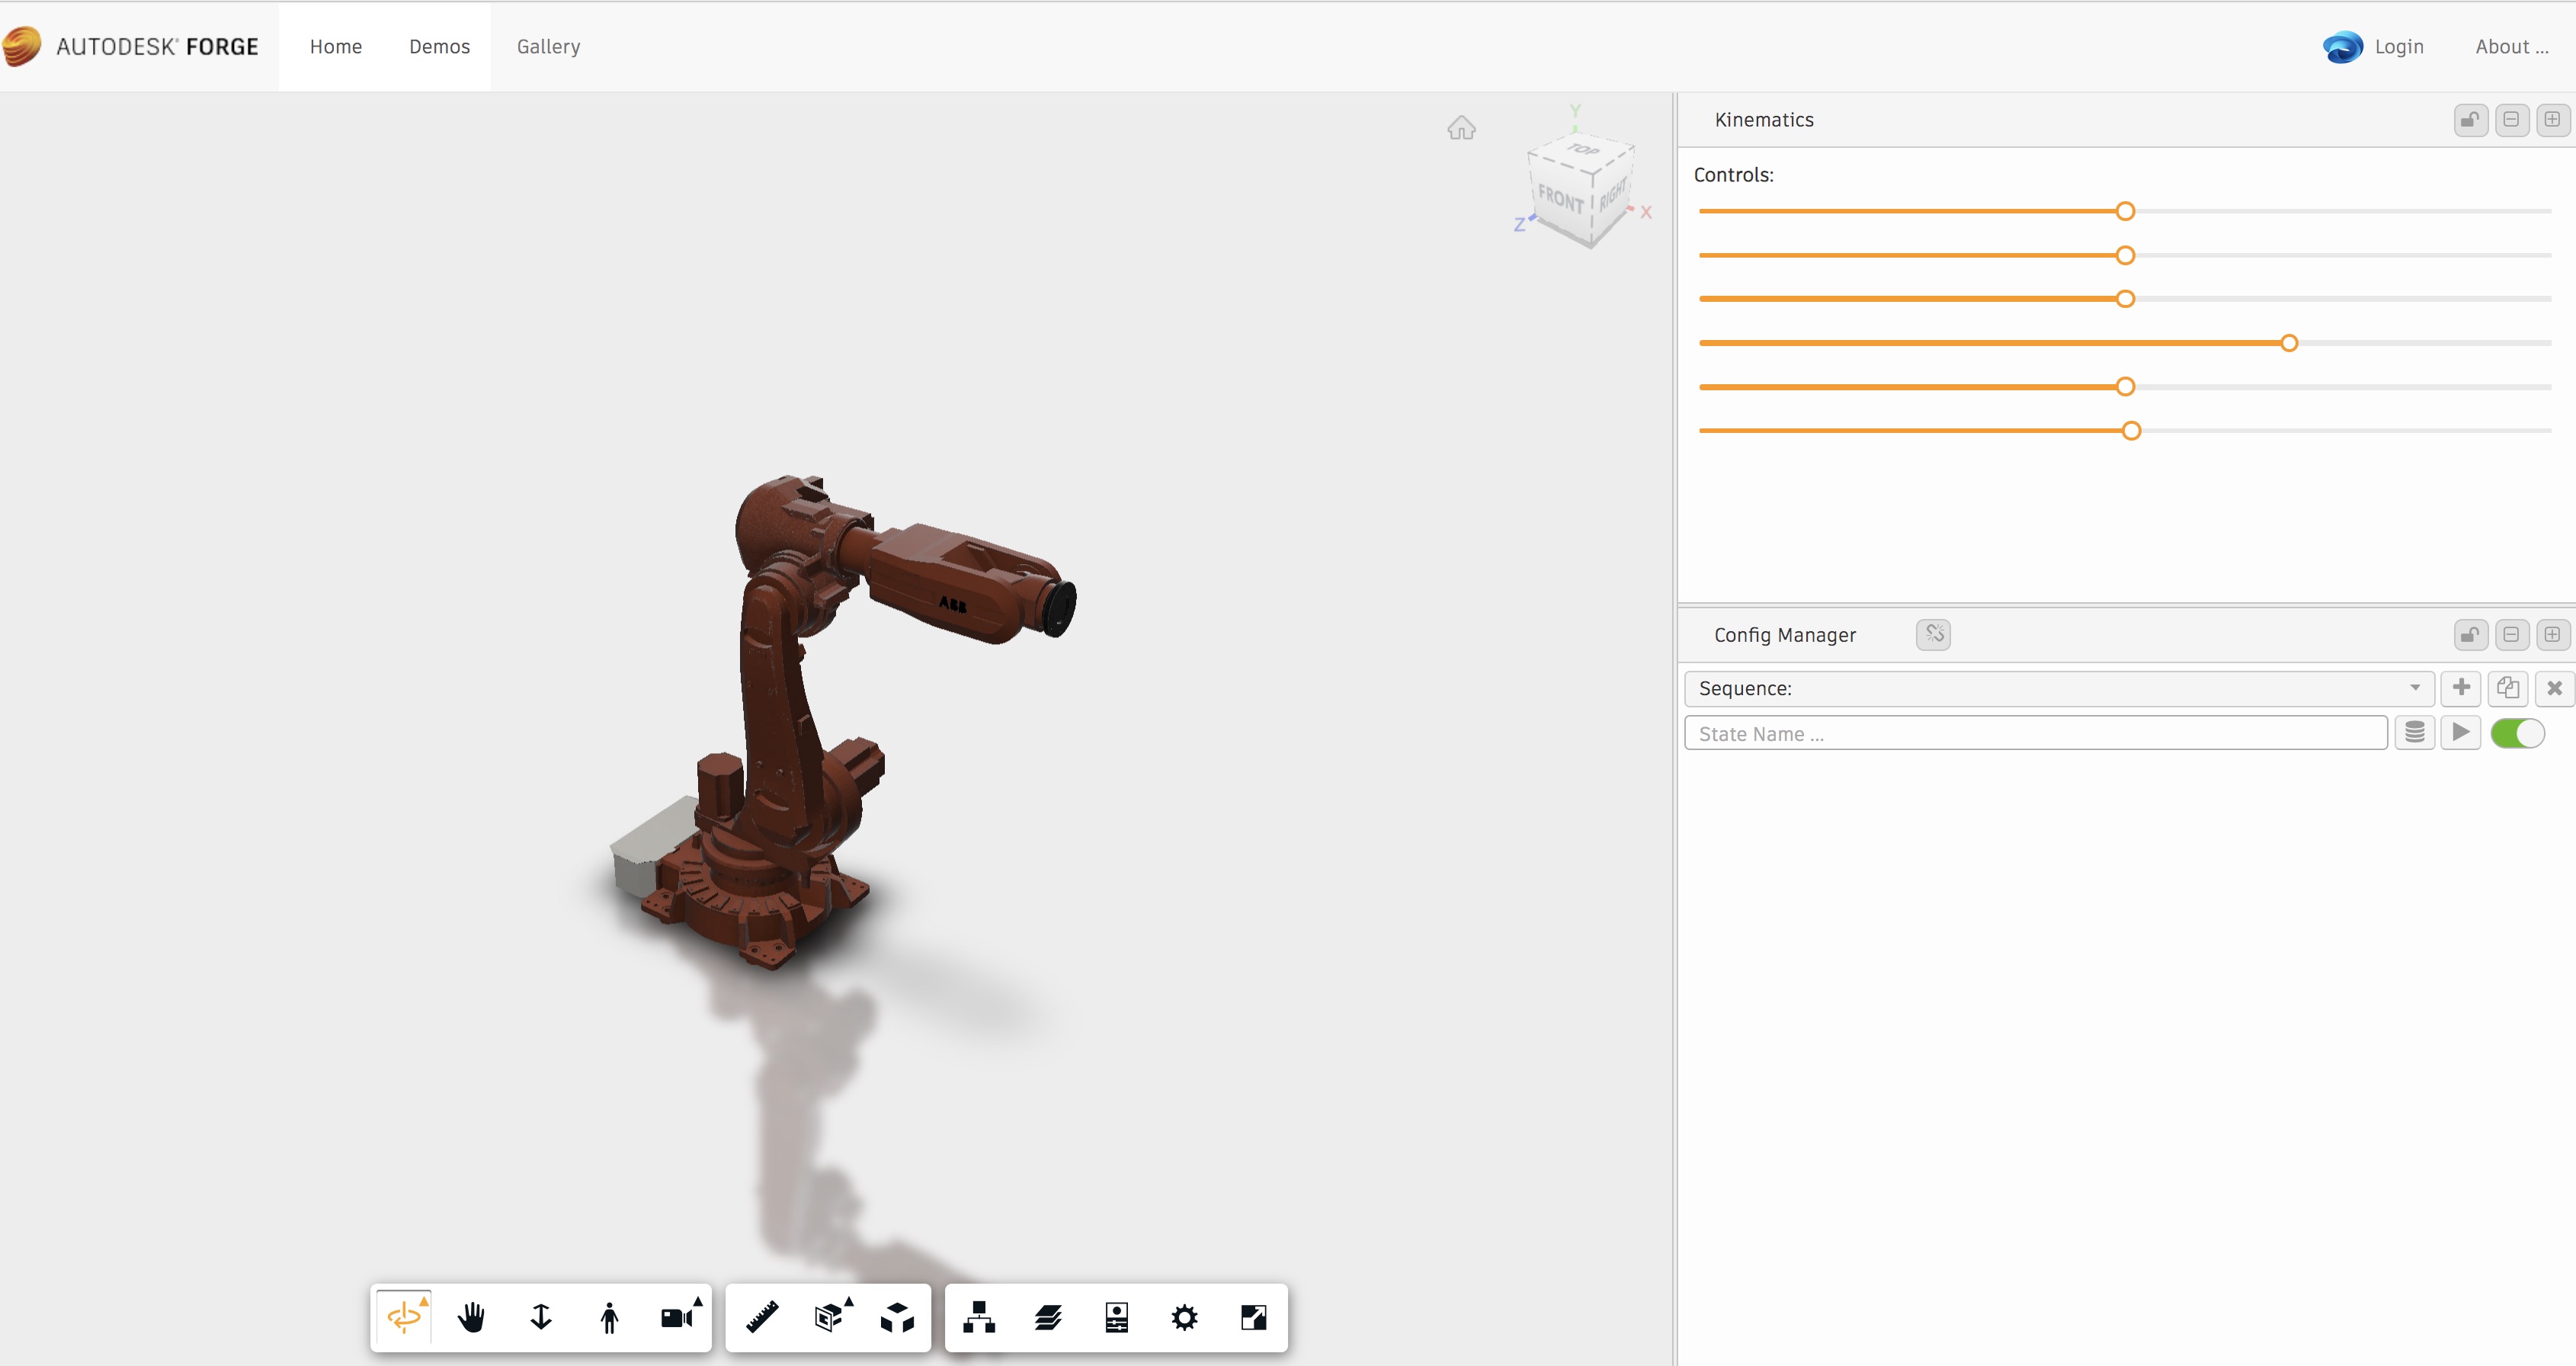 AUTODESK® FORGE
Home
Demos
Gallery
Login
About ...
Y
TOP
FRONT
RIGHT
Z
X
Kinematics
Controls:
ABB
Config Manager
Sequence:
State Name ...